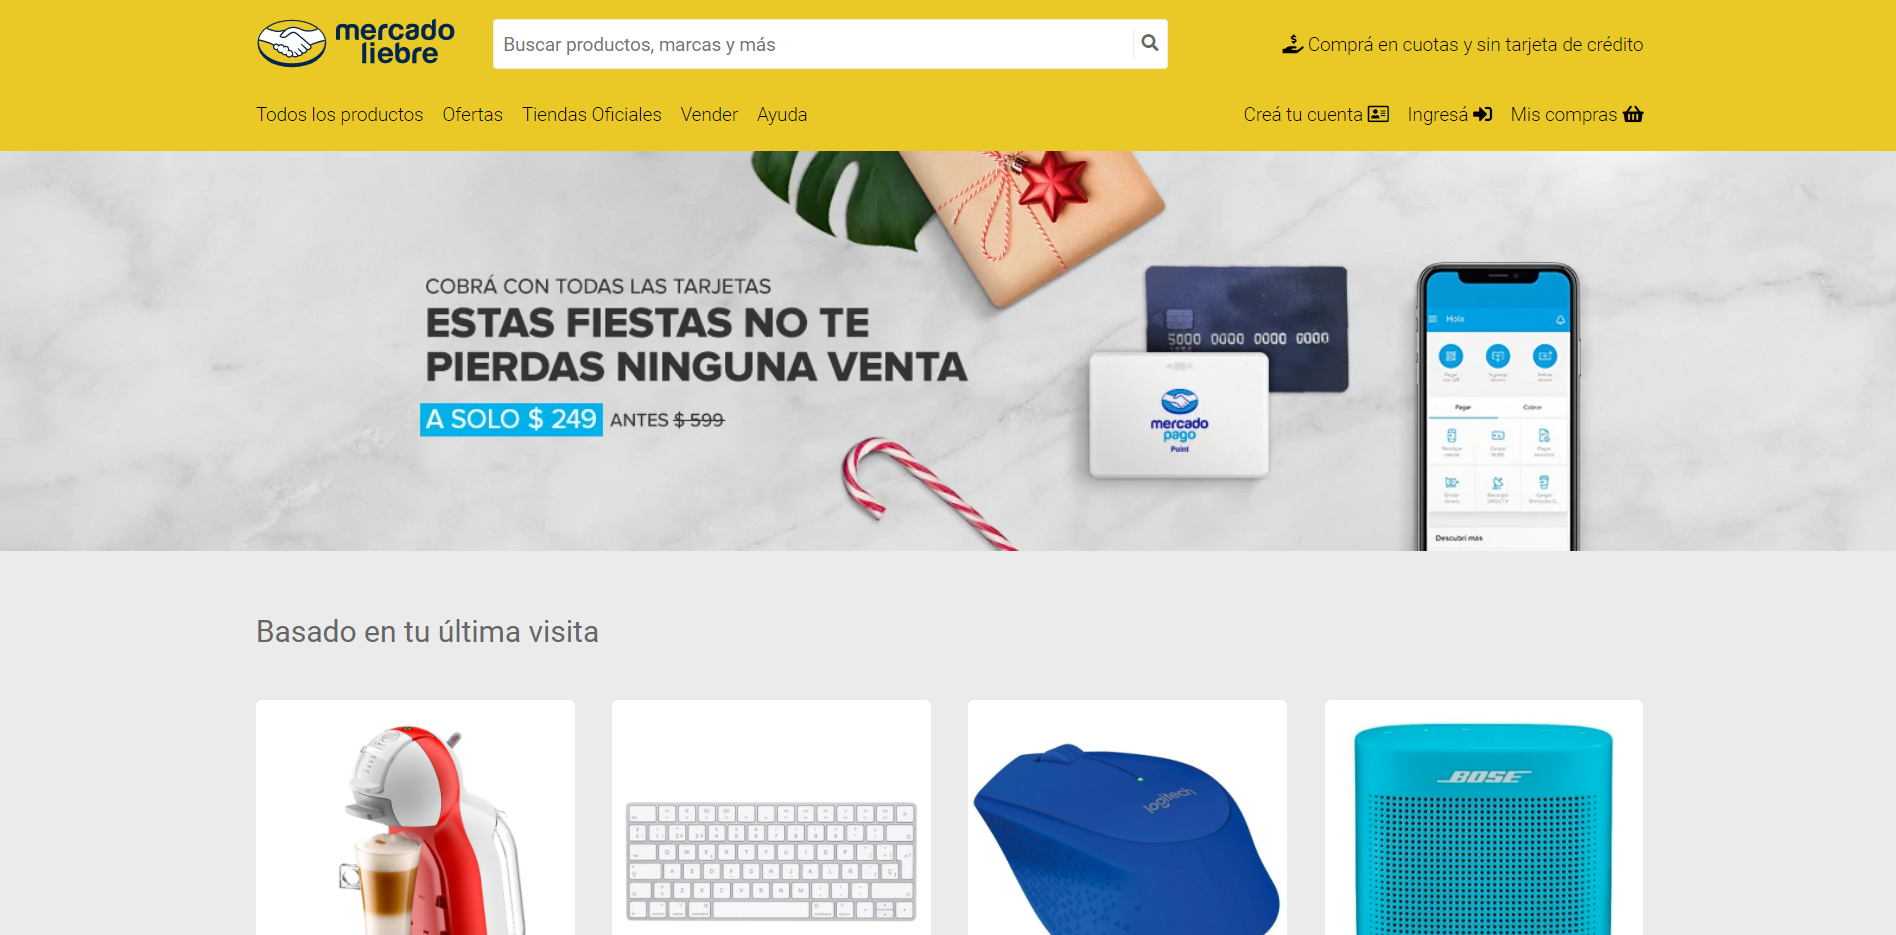 mercado
liebre
Buscar productos, marcas y más
Comprá en cuotas y sin tarjeta de crédito
Todos los productos Ofertas Tiendas Oficiales Vender Ayuda
Creá tu cuenta Ingresá Mis compras
COBRÁ CON TODAS LAS TARJETAS
ESTAS FIESTAS NO TE
PIERDAS NINGUNA VENTA
A SOLO $ 249 ANTES $ 599
5000 0000 0000 0000
mercado
pago
Point
Hola
Pagar Cobrar
Descubrí más
Basado en tu última visita
logitech
BOSE